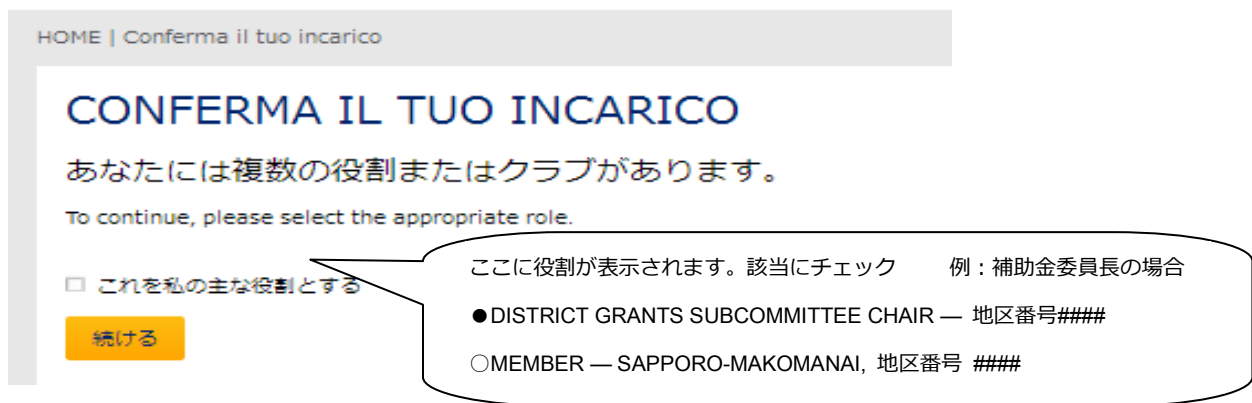 HOME | Conferma il tuo incarico
CONFERMA IL TUO INCARICO
あなたには複数の役割またはクラブがあります。
To continue, please select the appropriate role.
□ これを私の主な役割とする
続ける
ここに役割が表示されます。該当にチェック 例：補助金委員長の場合
●DISTRICT GRANTS SUBCOMMITTEE CHAIR — 地区番号####
○MEMBER — SAPPORO-MAKOMANAI, 地区番号 ####